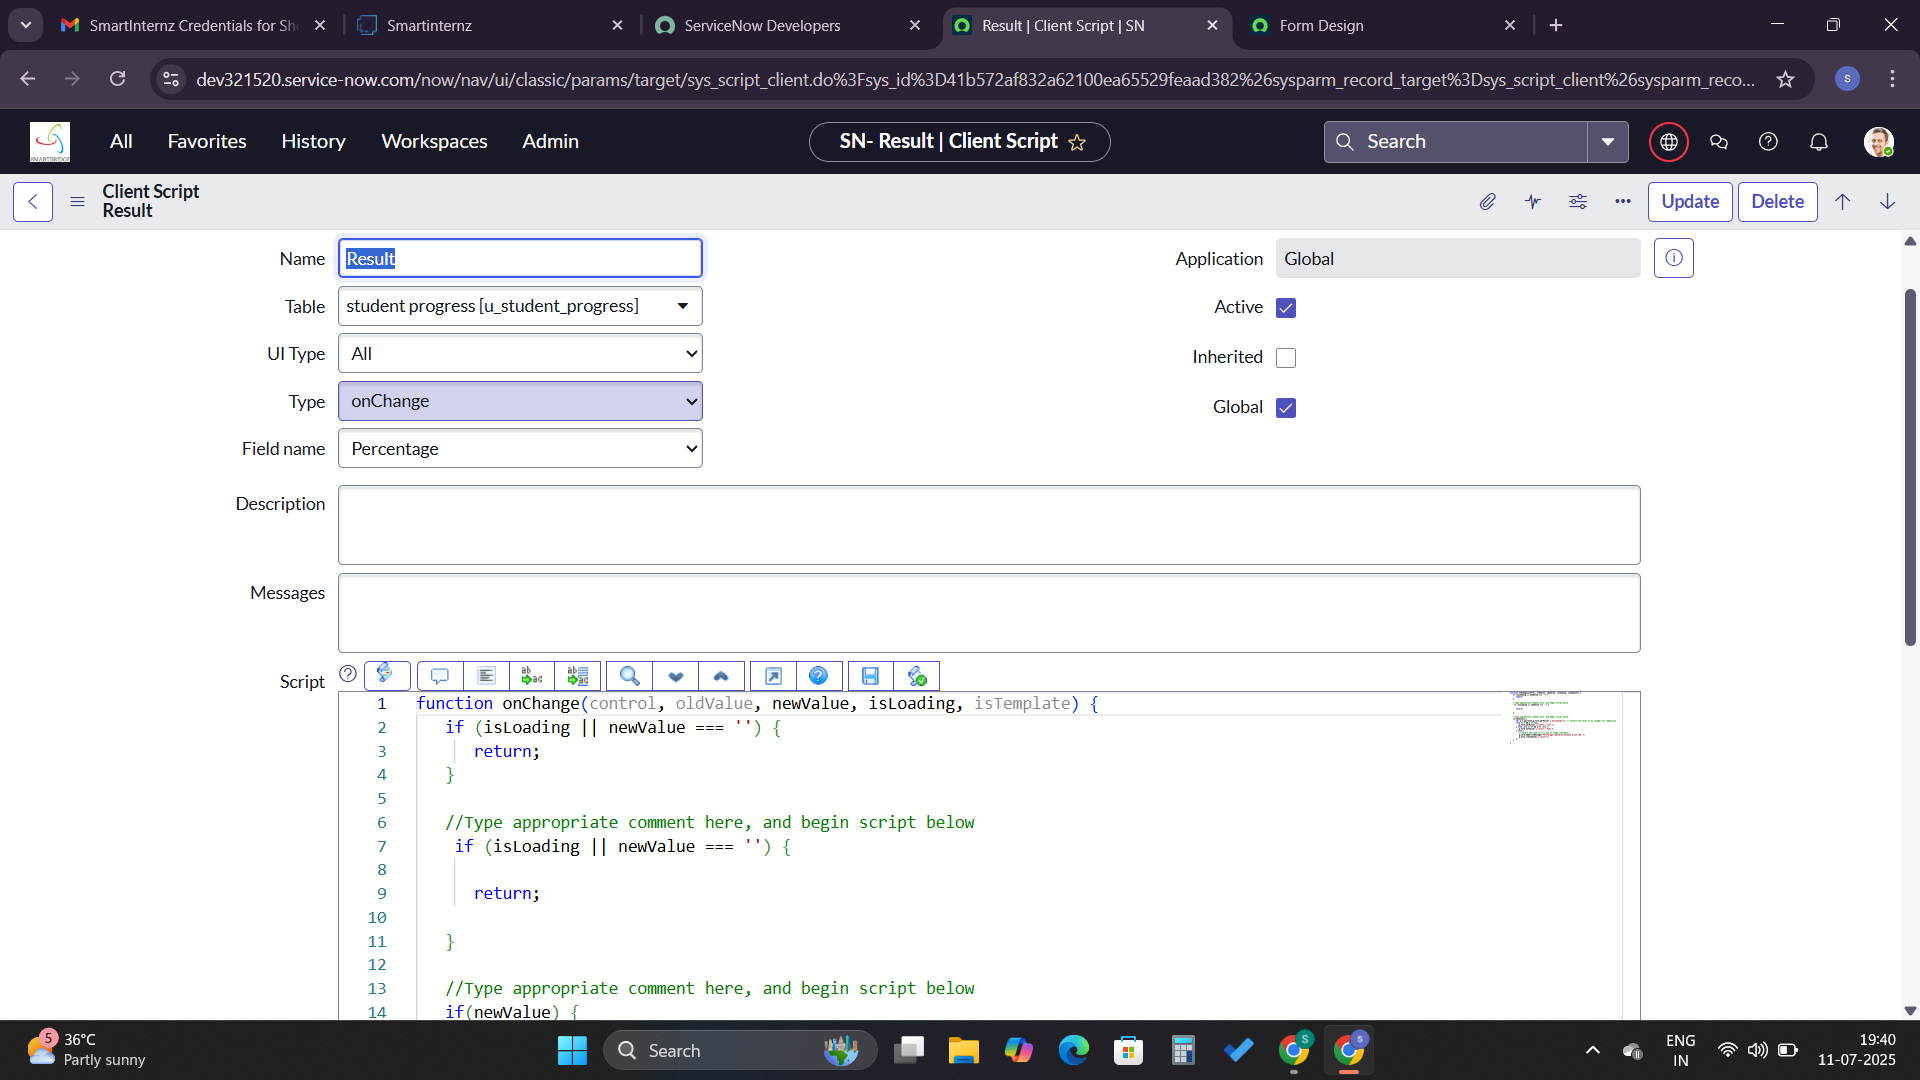 SmartInternz Credentials for Sh
Smartinternz
ServiceNow Developers
Result | Client Script | SN
Form Design
dev321520.service-now.com/now/nav/ui/classic/params/target/sys_script_client.do%3Fsys_id%3D41b572af832a62100ea65529feaad382%26sysparm_record_target%3Dsys_script_client%26sysparm_reco...
S
SMARTBRIDGE
All
Favorites
History
Workspaces
Admin
SN- Result | Client Script
Search
Client Script
Result
Update
Delete
Name
Result
Application
Global
Table
student progress [u_student_progress]
Active
UI Type
All
Inherited
Type
onChange
Global
Field name
Percentage
Description
Messages
Script
1 function onChange(control, oldValue, newValue, isLoading, isTemplate) {
2 if (isLoading || newValue === '') {
3 return;
4 }
5
6 //Type appropriate comment here, and begin script below
7 if (isLoading || newValue === '') {
8
9 return;
10
11 }
12
13 //Type appropriate comment here, and begin script below
14 if(newValue) {
5
36°C
Partly sunny
Search
S
S
ENG
IN
19:40
11-07-2025